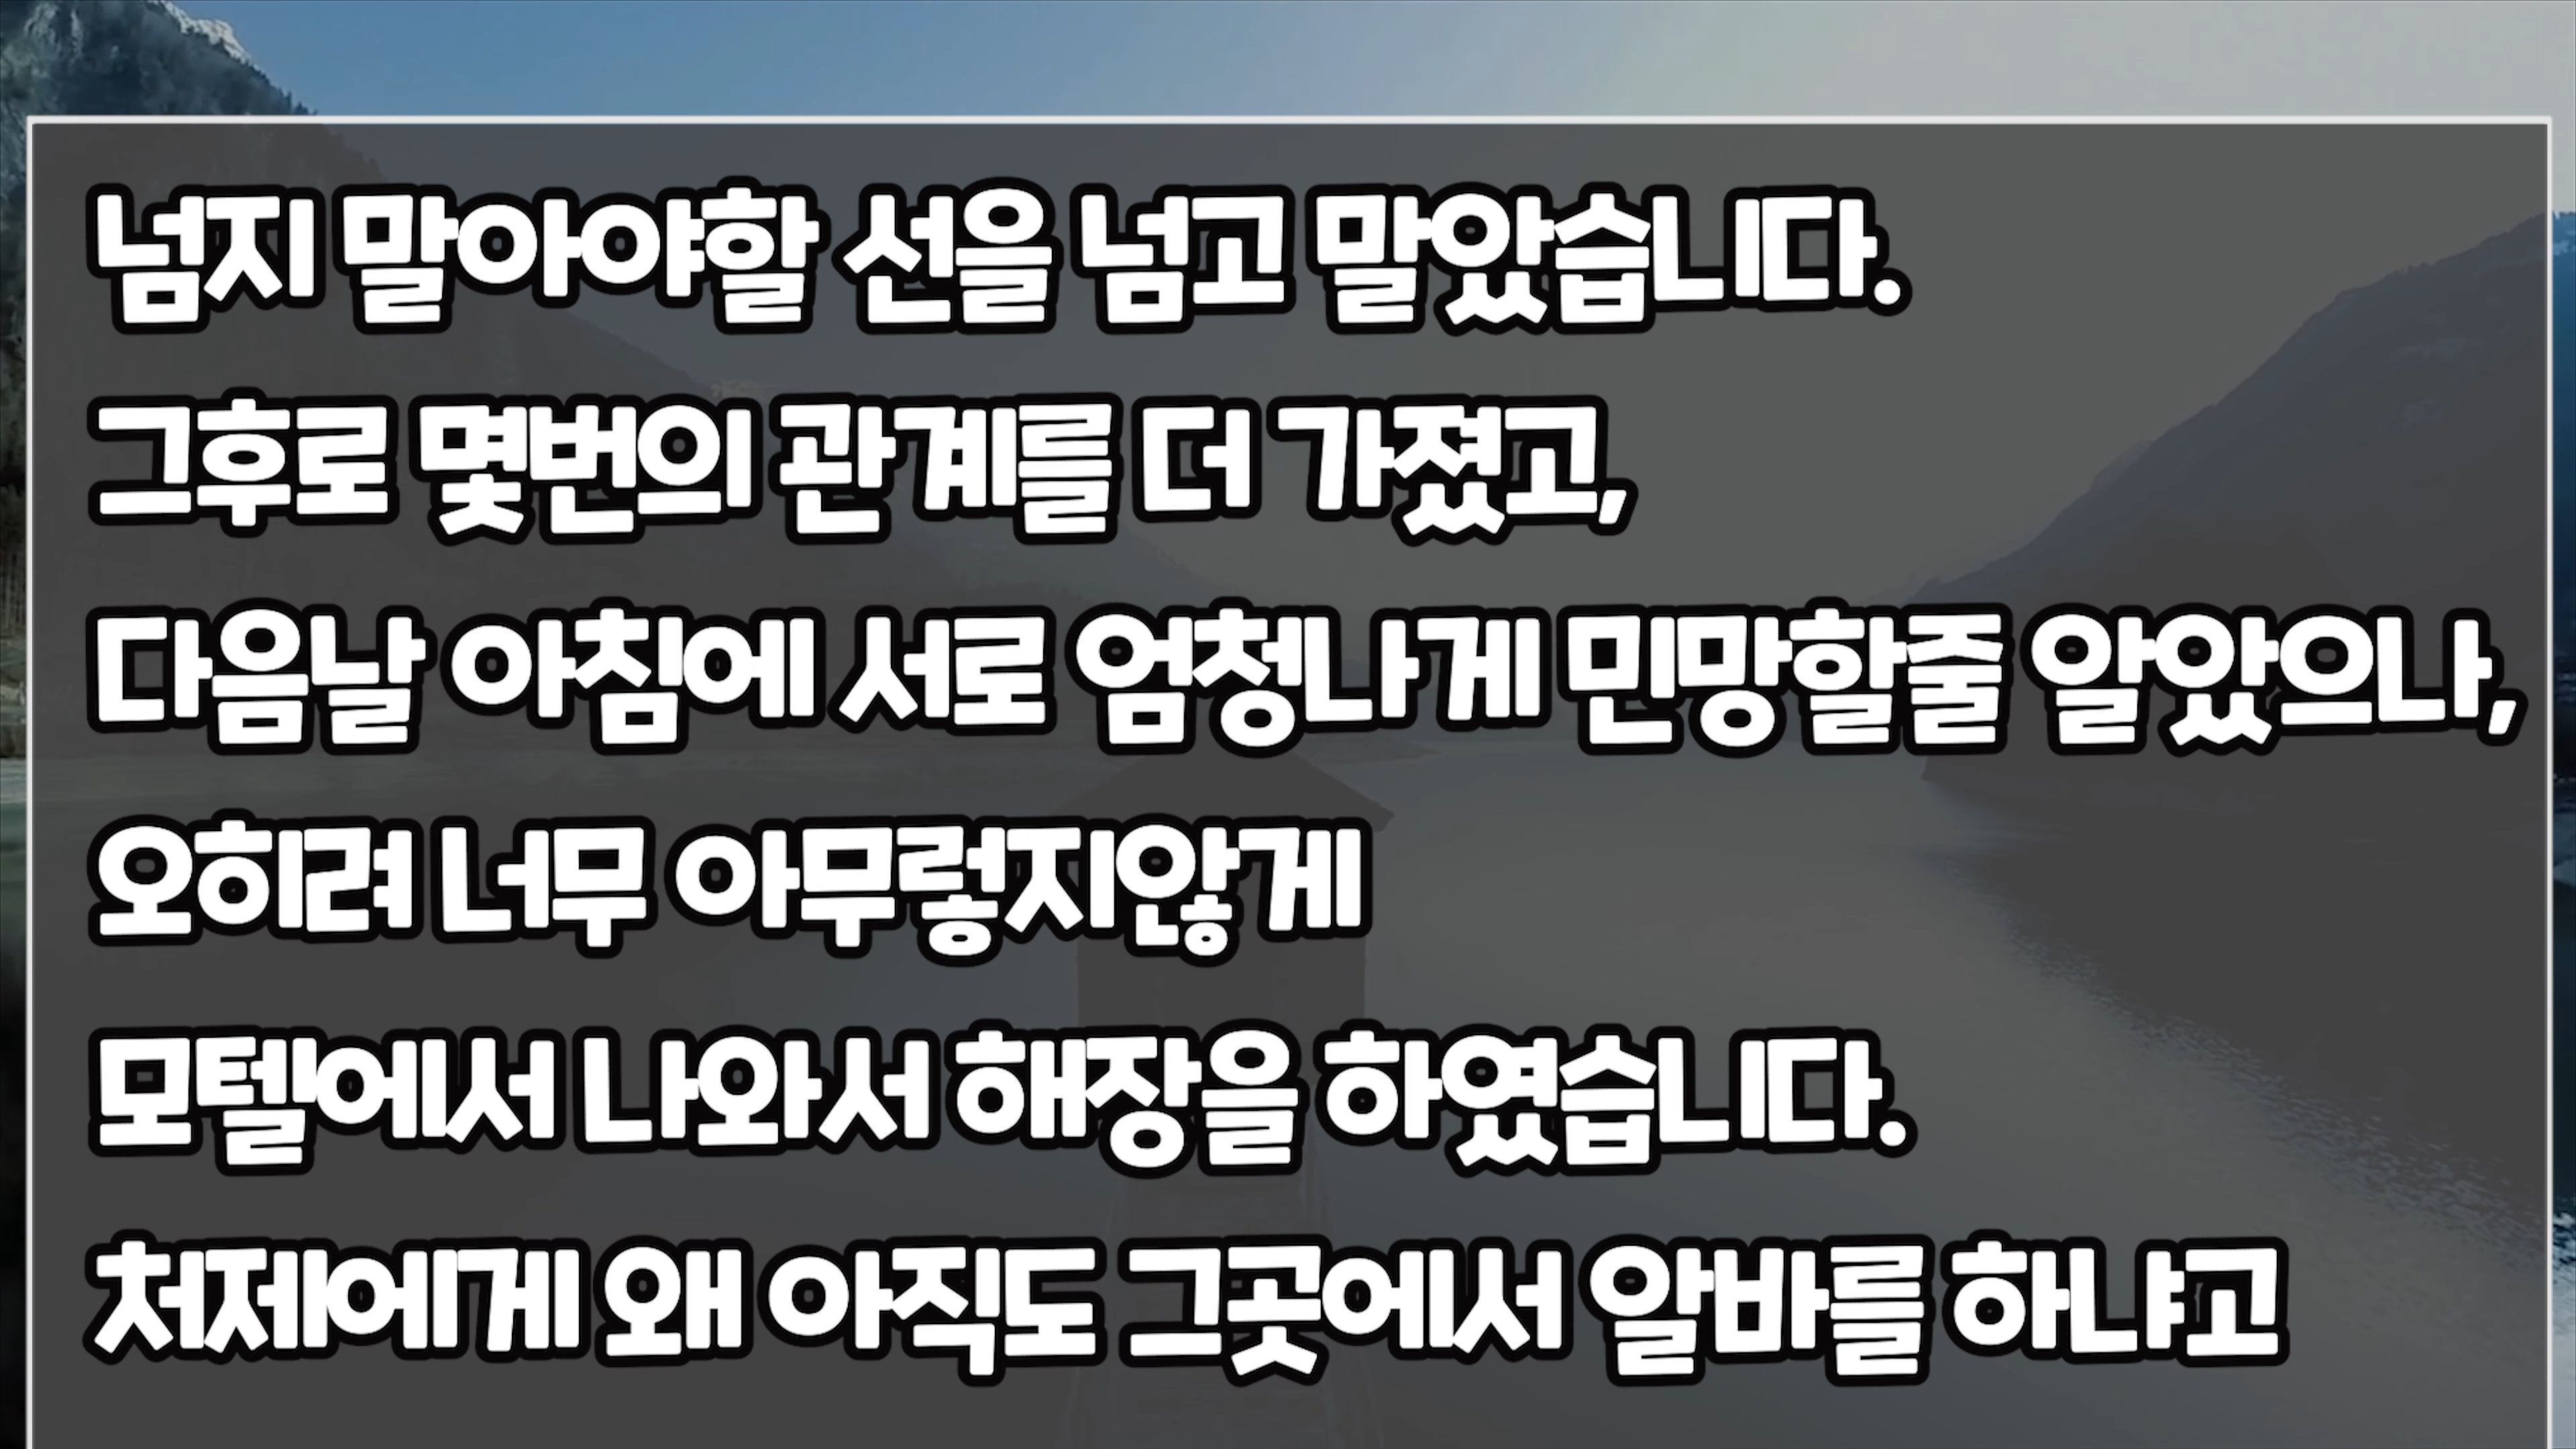 넘지 말아야할 선을 넘고 말았습니다.
그후로 몇번의 관계를 더 가졌고,
다음날 아침에 서로 엄청나게 민망할줄 알았으나,
오히려 너무 아무렇지않게
모텔에서 나와서 해장을 하였습니다.
처제에게 왜 아직도 그곳에서 알바를 하냐고